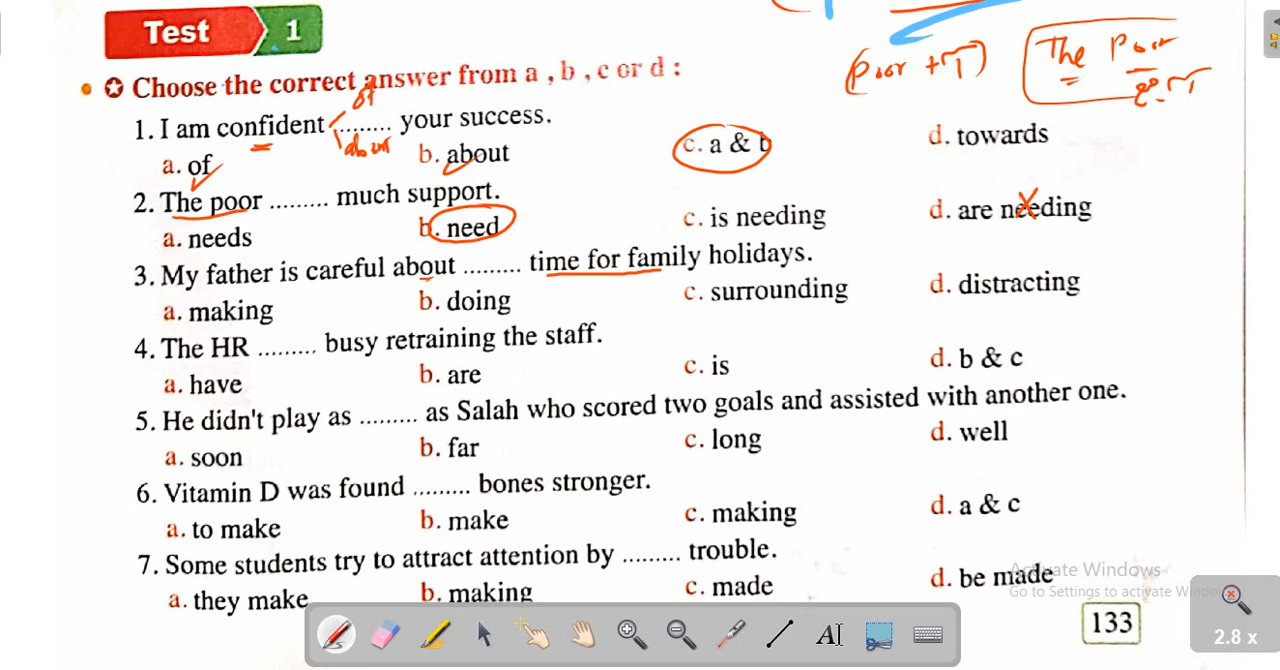 Test 1
(Poor + م)
The Poor
Choose the correct answer from a , b , c or d :
of
1. I am confident ......... your success.
about
a. of b. about c. a & b d. towards
2. The poor ......... much support.
a. needs b. need c. is needing d. are needing
3. My father is careful about ......... time for family holidays.
a. making b. doing c. surrounding d. distracting
4. The HR ......... busy retraining the staff.
a. have b. are c. is d. b & c
5. He didn't play as ......... as Salah who scored two goals and assisted with another one.
a. soon b. far c. long d. well
6. Vitamin D was found ......... bones stronger.
a. to make b. make c. making d. a & c
7. Some students try to attract attention by ......... trouble.
a. they make b. making c. made d. be made
Activate Windows
Go to Settings to activate Windows
133
AI
2.8 x